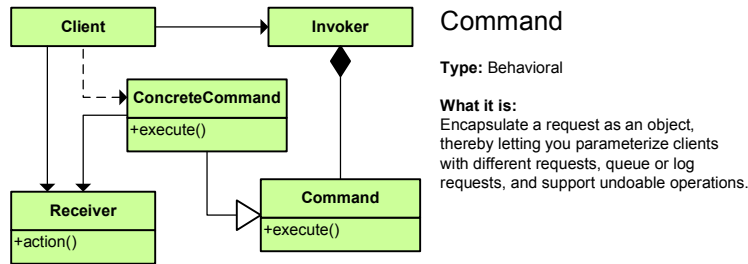 Client
Invoker
ConcreteCommand
+execute()
Command
+execute()
Receiver
+action()
Command
Type: Behavioral
What it is:
Encapsulate a request as an object,
thereby letting you parameterize clients
with different requests, queue or log
requests, and support undoable operations.